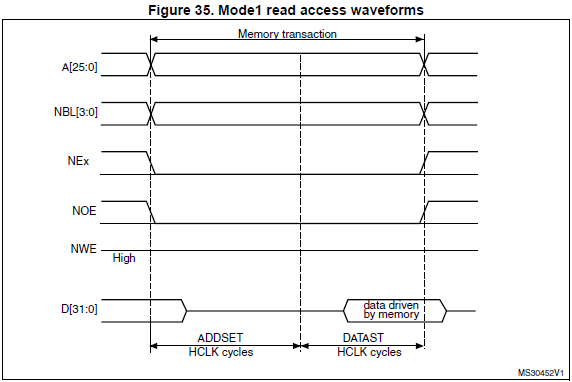 Figure 35. Mode1 read access waveforms
Memory transaction
A[25:0]
NBL[3:0]
NEx
NOE
NWE
High
D[31:0]
data driven
by memory
ADDSET
HCLK cycles
DATAST
HCLK cycles
MS30452V1